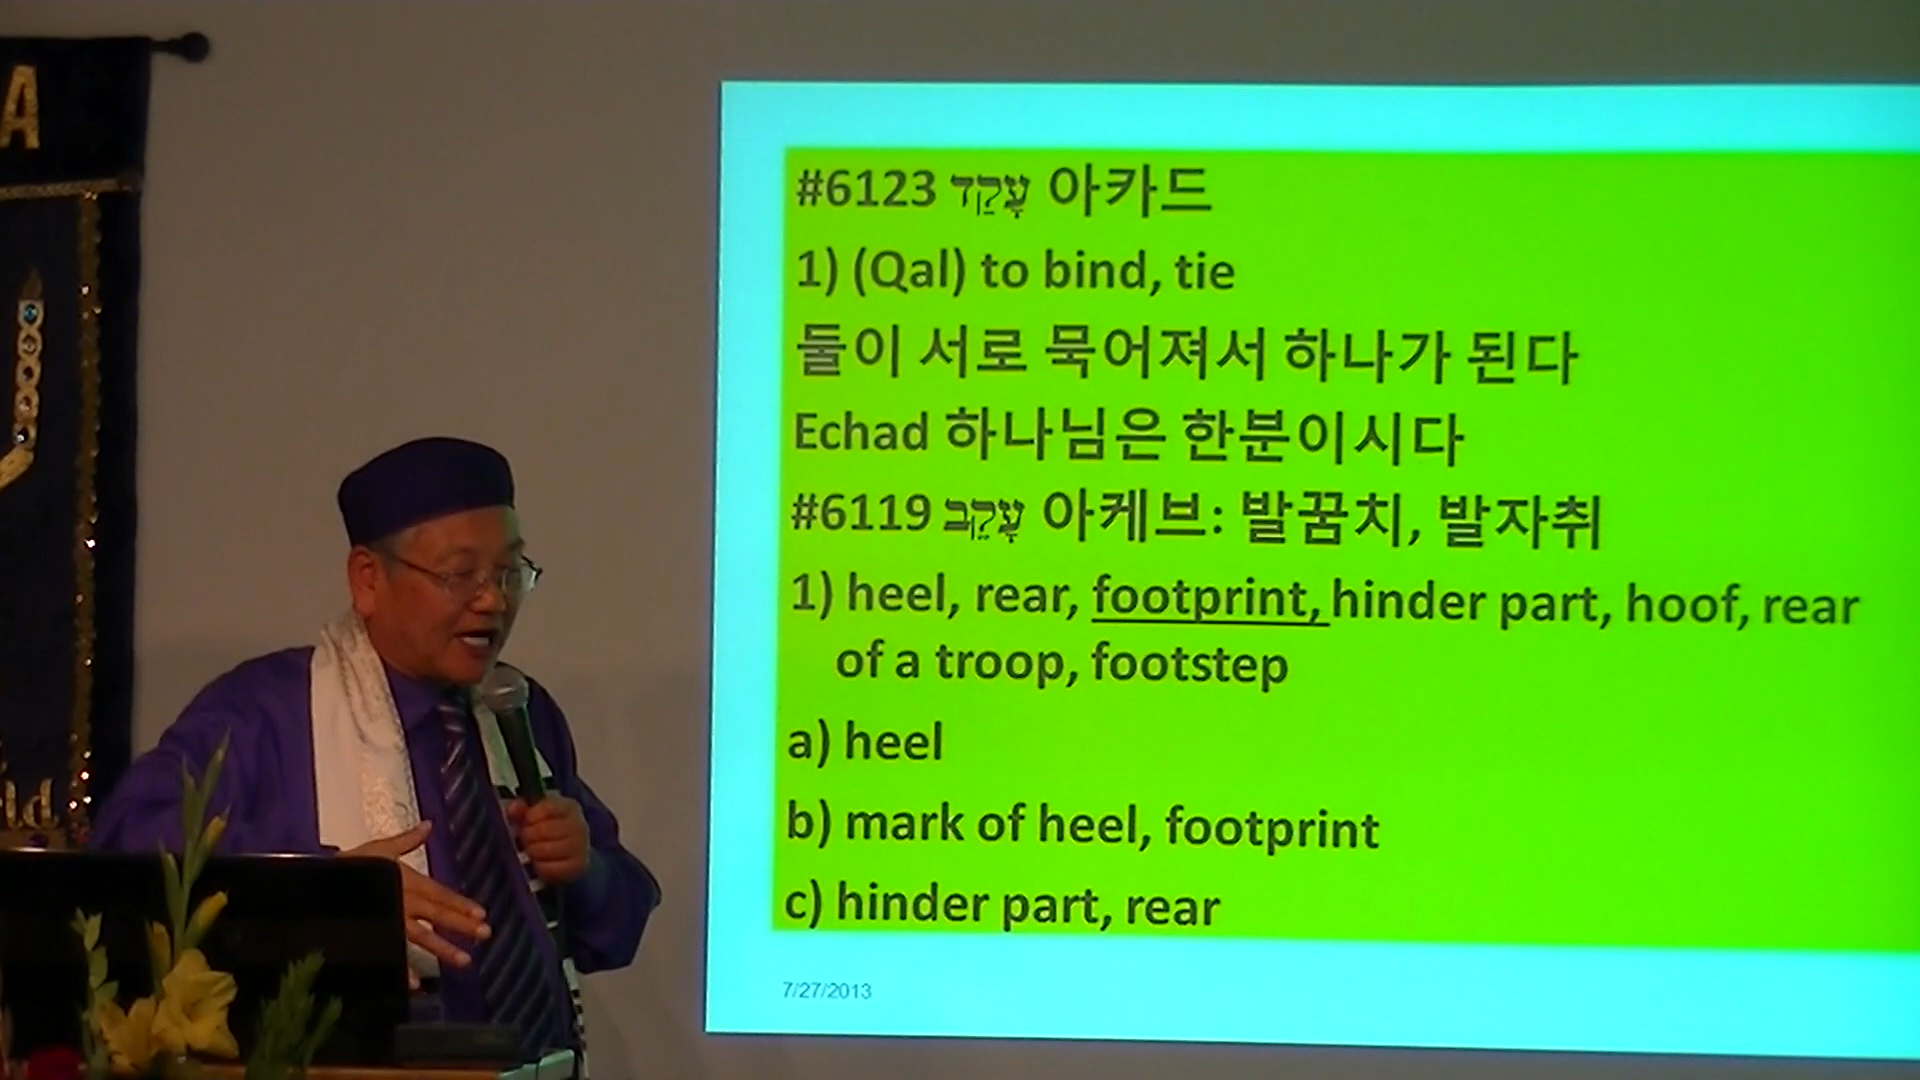 A
#6123 עָקַד 아카드
1) (Qal) to bind, tie
둘이 서로 묵어져서 하나가 된다
Echad 하나님은 한분이시다
#6119 עָקֵב 아케브: 발꿈치, 발자취
1) heel, rear, footprint, hinder part, hoof, rear
of a troop, footstep
a) heel
b) mark of heel, footprint
c) hinder part, rear
7/27/2013